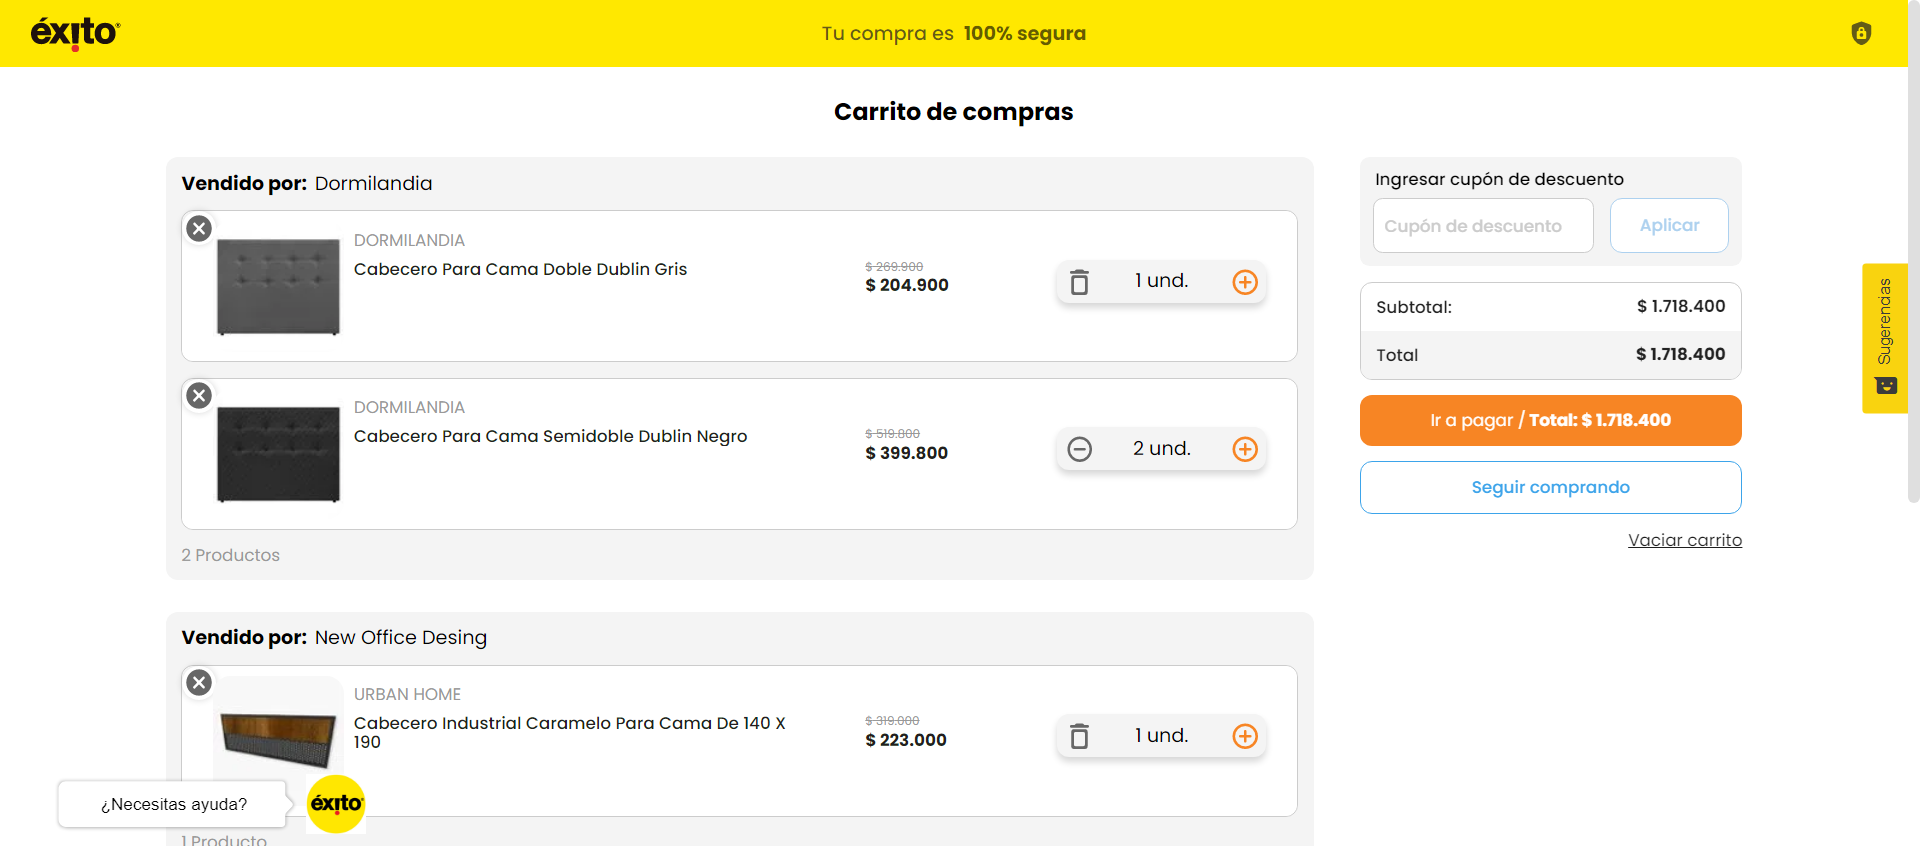 éxito
Tu compra es 100% segura
Carrito de compras
Vendido por: Dormilandia
DORMILANDIA
Cabecero Para Cama Doble Dublin Gris
$ 269.900
$ 204.900
1 und.
DORMILANDIA
Cabecero Para Cama Semidoble Dublin Negro
$ 519.800
$ 399.800
2 und.
2 Productos
Vendido por: New Office Desing
URBAN HOME
Cabecero Industrial Caramelo Para Cama De 140 X
190
$ 319.000
$ 223.000
1 und.
1 Producto
Ingresar cupón de descuento
Cupón de descuento
Aplicar
Subtotal: $ 1.718.400
Total $ 1.718.400
Ir a pagar / Total: $ 1.718.400
Seguir comprando
Vaciar carrito
Sugerencias
¿Necesitas ayuda?
éxito